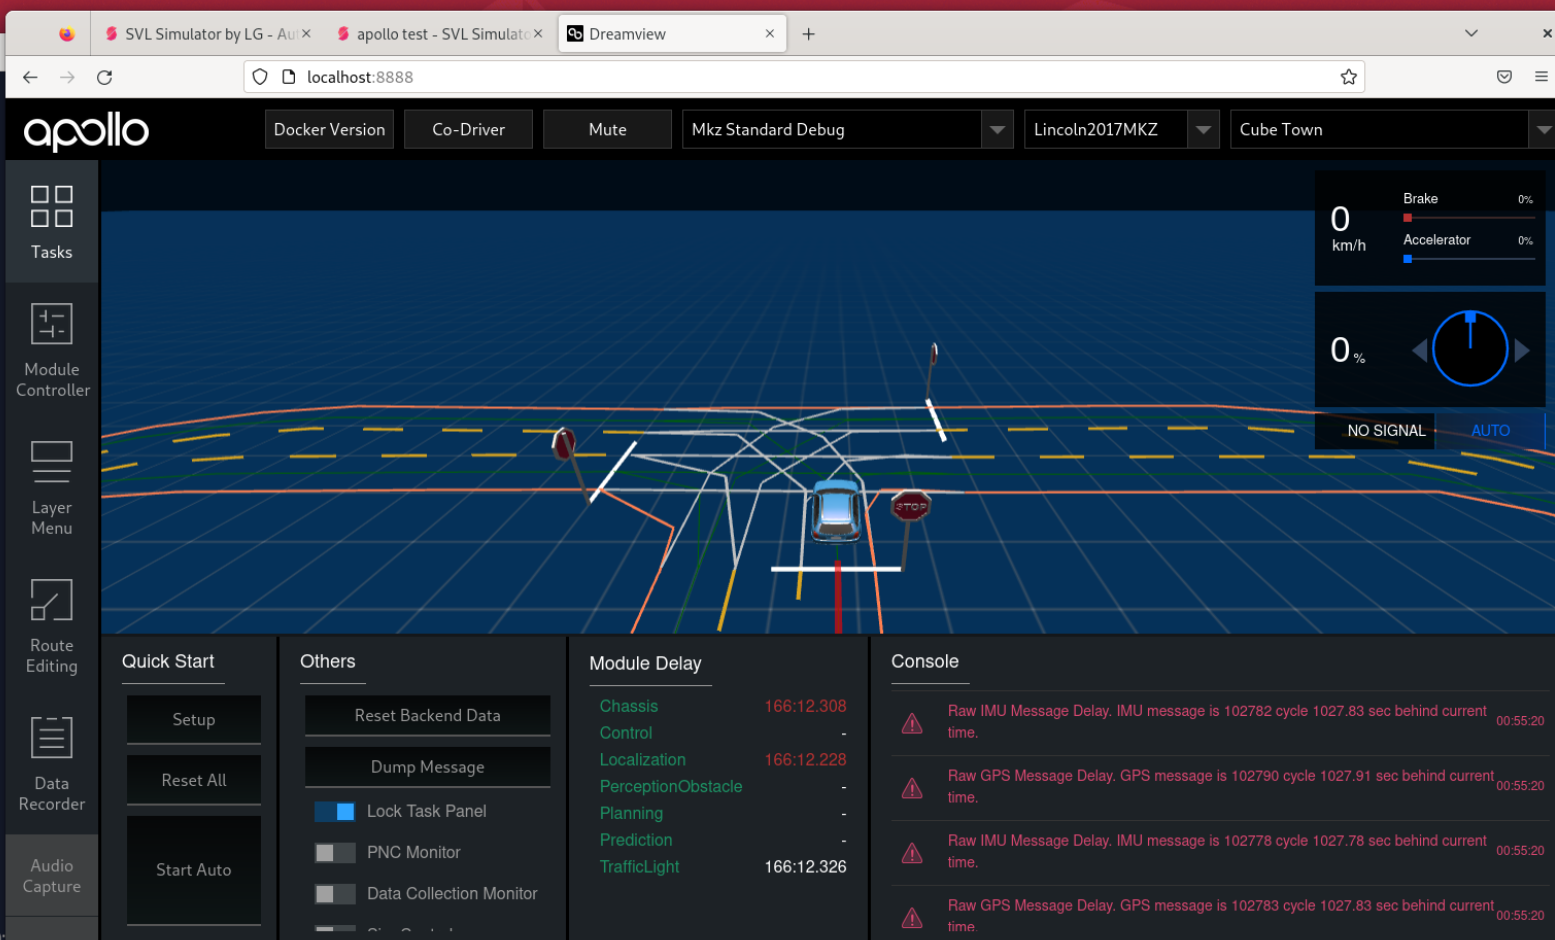 SVL Simulator by LG - Au
apollo test - SVL Simulato
Dreamview
localhost:8888
apollo
Docker Version
Co-Driver
Mute
Mkz Standard Debug
Lincoln2017MKZ
Cube Town
Tasks
Module
Controller
Layer
Menu
Route
Editing
Data
Recorder
Audio
Capture
0
km/h
Brake
0%
Accelerator
0%
0 %
NO SIGNAL
AUTO
STOP
Quick Start
Setup
Reset All
Start Auto
Others
Reset Backend Data
Dump Message
Lock Task Panel
PNC Monitor
Data Collection Monitor
Module Delay
Chassis 166:12.308
Control -
Localization 166:12.228
PerceptionObstacle -
Planning -
Prediction -
TrafficLight 166:12.326
Console
Raw IMU Message Delay. IMU message is 102782 cycle 1027.83 sec behind current
time.
00:55:20
Raw GPS Message Delay. GPS message is 102790 cycle 1027.91 sec behind current
time.
00:55:20
Raw IMU Message Delay. IMU message is 102778 cycle 1027.78 sec behind current
time.
00:55:20
Raw GPS Message Delay. GPS message is 102783 cycle 1027.83 sec behind current
time.
00:55:20